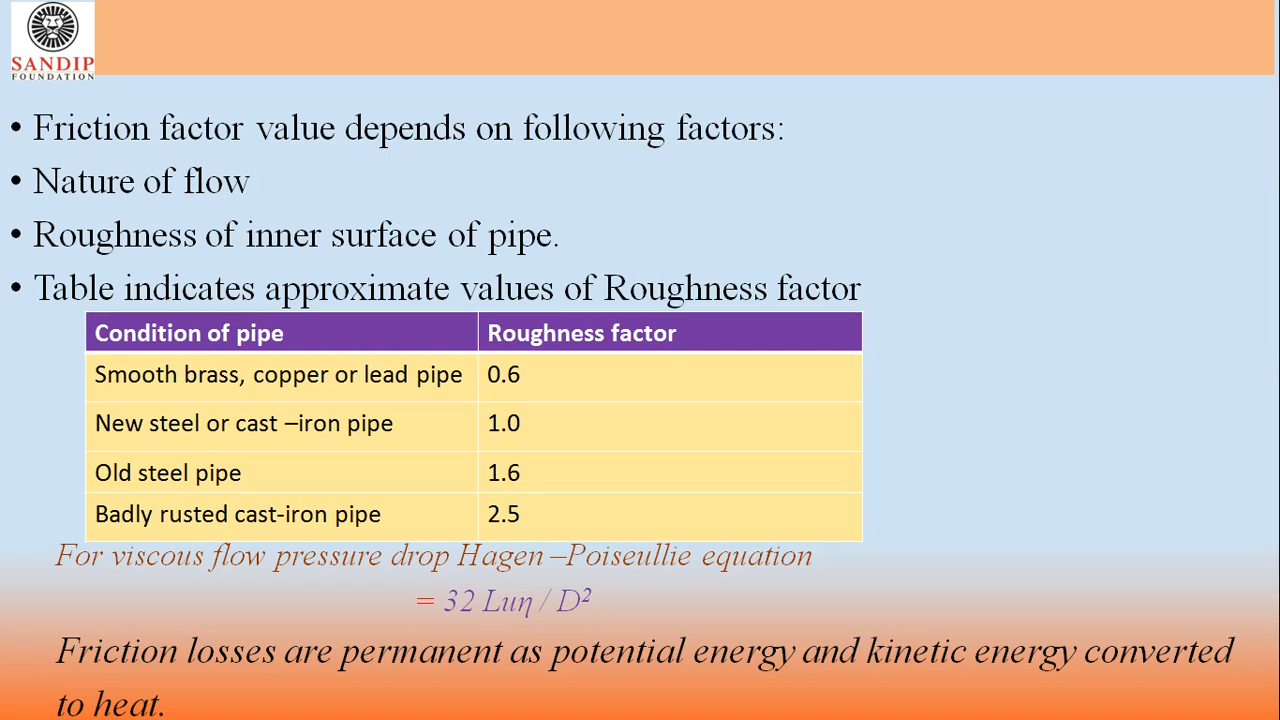 SANDIP
FOUNDATION
• Friction factor value depends on following factors:
• Nature of flow
• Roughness of inner surface of pipe.
• Table indicates approximate values of Roughness factor
Condition of pipe Roughness factor
Smooth brass, copper or lead pipe 0.6
New steel or cast –iron pipe 1.0
Old steel pipe 1.6
Badly rusted cast-iron pipe 2.5
For viscous flow pressure drop Hagen –Poiseullie equation
= 32 Luη / D²
Friction losses are permanent as potential energy and kinetic energy converted
to heat.